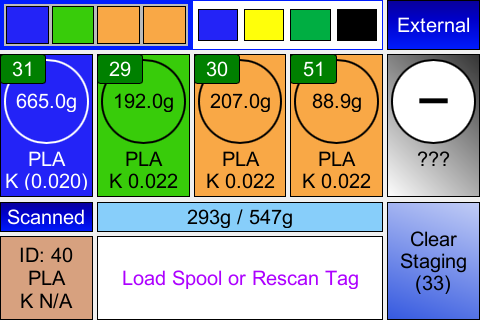 External
31
665.0g
PLA
K (0.020)
29
192.0g
PLA
K 0.022
30
207.0g
PLA
K 0.022
51
88.9g
PLA
K 0.022
???
Scanned
293g / 547g
ID: 40
PLA
K N/A
Load Spool or Rescan Tag
Clear
Staging
(33)